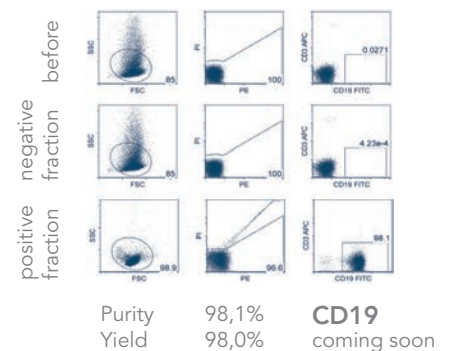 before
SSC
85
FSC
PI
100
PE
CD3 APC
0.0271
CD19 FITC
negative
fraction
SSC
85
FSC
PI
100
PE
CD3 APC
4.23e-4
CD19 FITC
positive
fraction
SSC
98.9
FSC
PI
96.6
PE
CD3 APC
98.1
CD19 FITC
Purity 98,1% CD19
Yield 98,0% coming soon